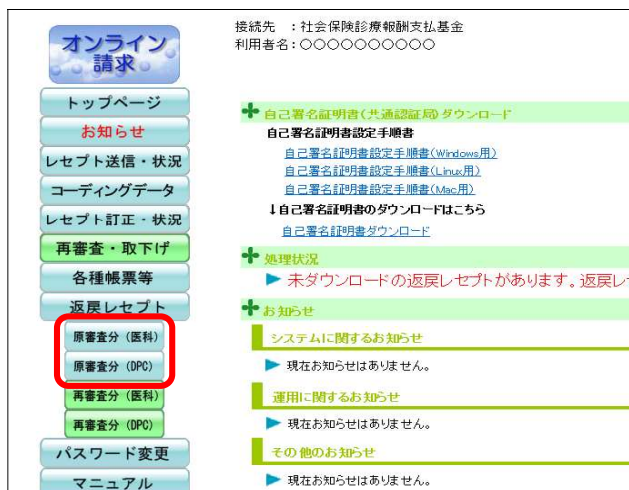 接続先 ：社会保険診療報酬支払基金
利用者名：〇〇〇〇〇〇〇〇〇〇
オンライン
請求
トップページ
お知らせ
レセプト送信・状況
コーディングデータ
レセプト訂正・状況
再審査・取下げ
各種帳票等
返戻レセプト
原審査分（医科）
原審査分（DPC）
再審査分（医科）
再審査分（DPC）
パスワード変更
マニュアル
自己署名証明書（共通認証局）ダウンロード
自己署名証明書設定手順書
自己署名証明書設定手順書（Windows用）
自己署名証明書設定手順書（Linux用）
自己署名証明書設定手順書（Mac用）
↓自己署名証明書のダウンロードはこちら
自己署名証明書ダウンロード
処理状況
未ダウンロードの返戻レセプトがあります。返戻レ
お知らせ
システムに関するお知らせ
現在お知らせはありません。
運用に関するお知らせ
現在お知らせはありません。
その他のお知らせ
現在お知らせはありません。